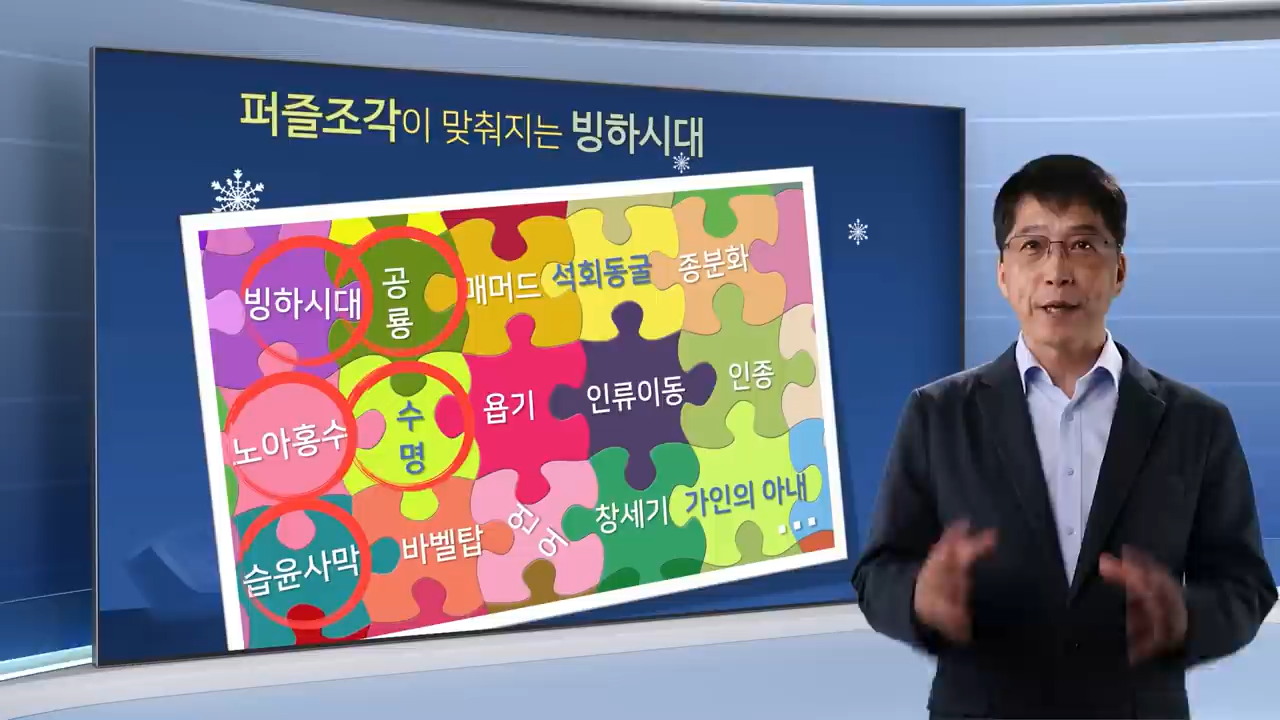 퍼즐조각이 맞춰지는 빙하시대
빙하시대
공룡
매머드
석회동굴
종분화
노아홍수
수명
욥기
인류이동
인종
습윤사막
바벨탑
언어
창세기
가인의 아내
...